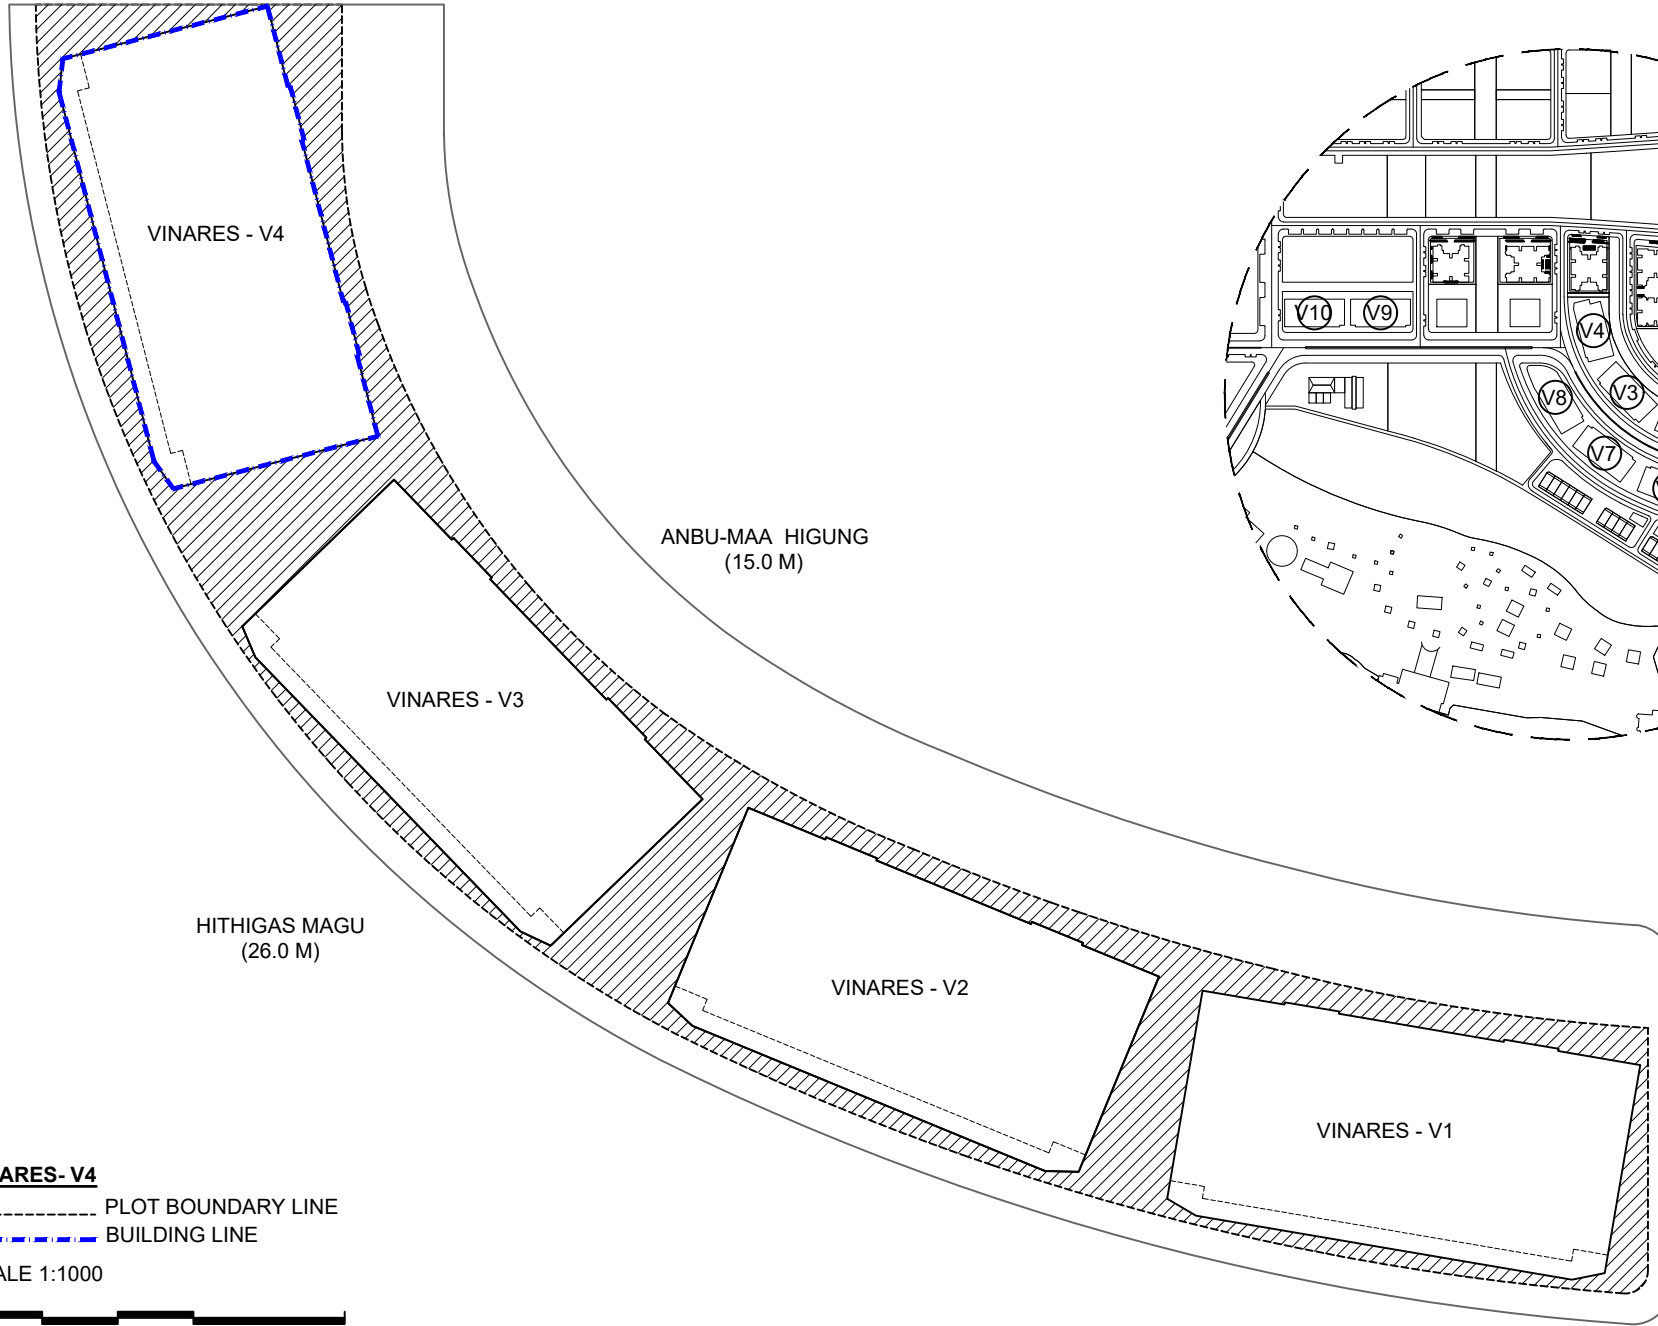 VINARES - V4
V10
V9
V4
V3
V8
V7
ANBU-MAA HIGUNG
(15.0 M)
VINARES - V3
HITHIGAS MAGU
(26.0 M)
VINARES - V2
VINARES - V1
ARES- V4
PLOT BOUNDARY LINE
BUILDING LINE
ALE 1:1000